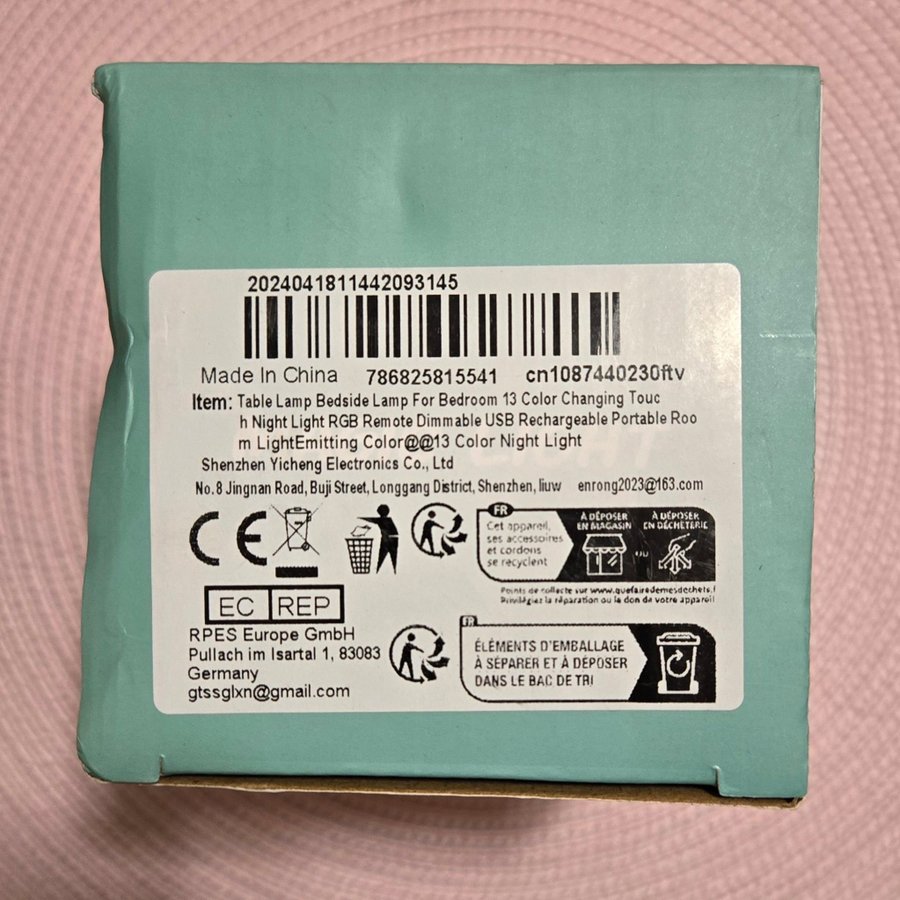 2024041811442093145
Made In China 786825815541 cn1087440230ftv
Item: Table Lamp Bedside Lamp For Bedroom 13 Color Changing Touc
h Night Light RGB Remote Dimmable USB Rechargeable Portable Roo
m LightEmitting Color@@13 Color Night Light
Shenzhen Yicheng Electronics Co., Ltd
No.8 Jingnan Road, Buji Street, Longgang District, Shenzhen, liuw enrong2023@163.com
CE
FR
Cet appareil,
ses accessoires
et cordons
se recyclent
À DÉPOSER
EN MAGASIN
OU
À DÉPOSER
EN DÉCHÈTERIE
Points de collecte sur www.quefairedemesdechets.f
Privilégiez la réparation ou le don de votre appareil
EC REP
RPES Europe GmbH
Pullach im Isartal 1, 83083
Germany
gtssglxn@gmail.com
FR
ÉLÉMENTS D'EMBALLAGE
À SÉPARER ET À DÉPOSER
DANS LE BAC DE TRI